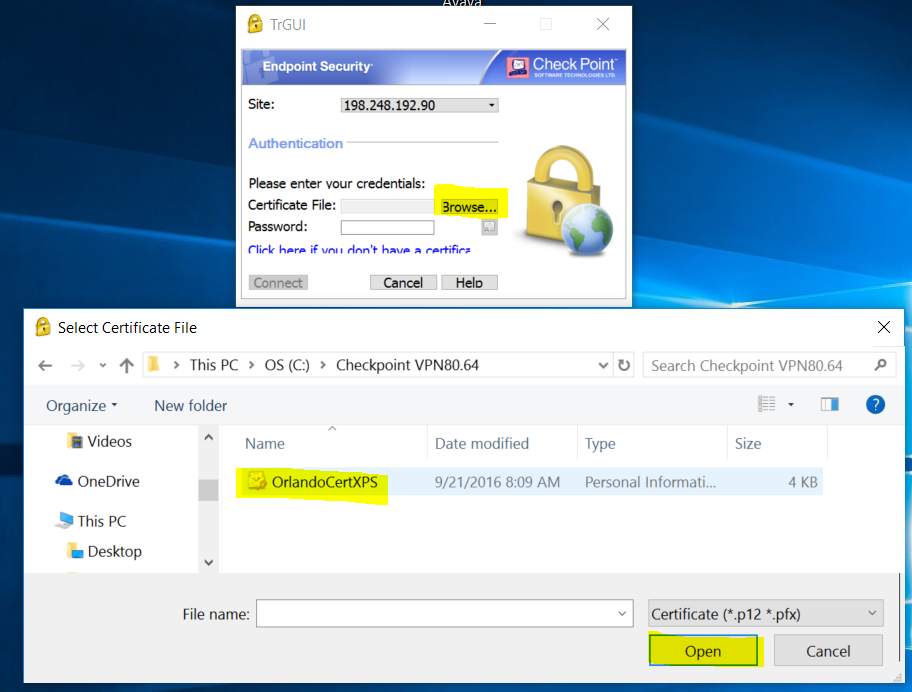 Avaya
TrGUI
Endpoint Security
Check Point
SOFTWARE TECHNOLOGIES LTD.
Site: 198.248.192.90
Authentication
Please enter your credentials:
Certificate File: Browse...
Password:
Click here if you don't have a certifica
Connect Cancel Help
Select Certificate File
This PC > OS (C:) > Checkpoint VPN80.64 Search Checkpoint VPN80.64
Organize New folder
Name Date modified Type Size
Videos
OrlandoCertXPS 9/21/2016 8:09 AM Personal Informati... 4 KB
OneDrive
This PC
Desktop
File name: Certificate (*.p12 *.pfx)
Open Cancel